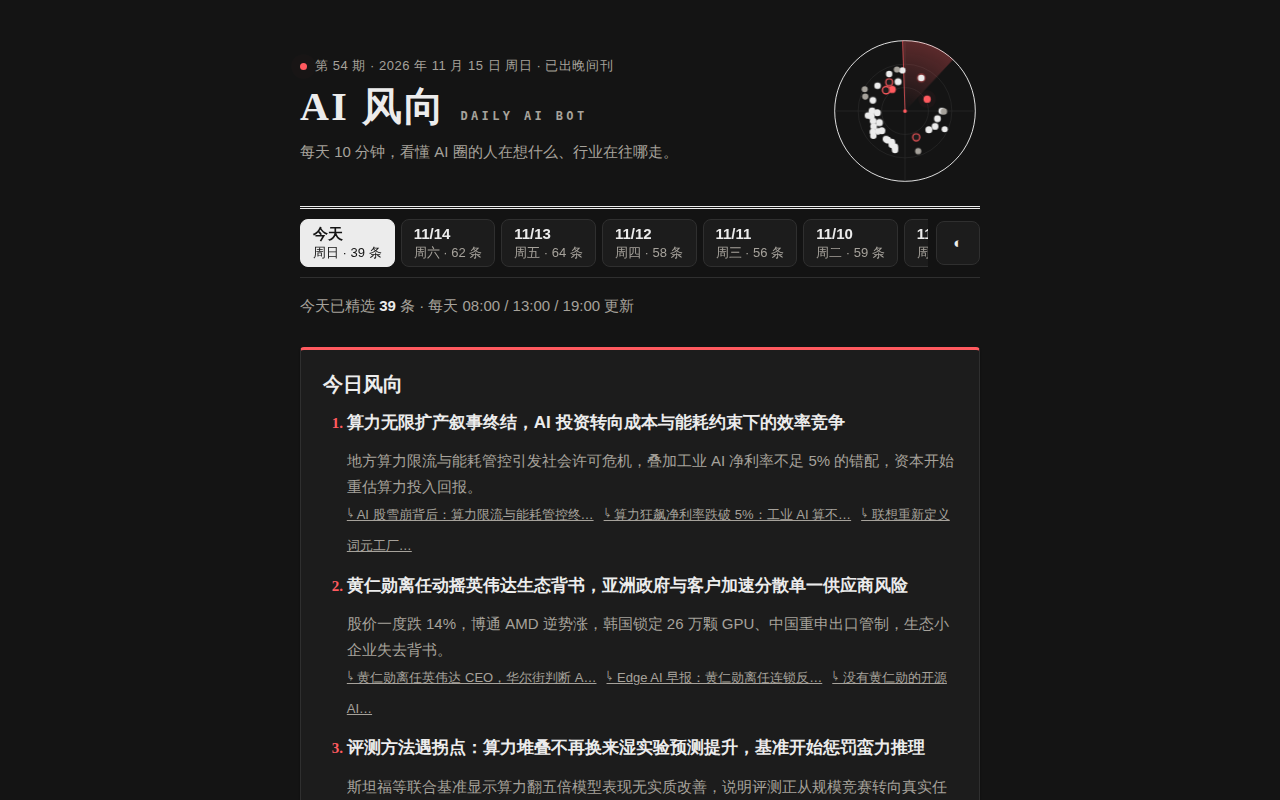 第 54 期 · 2026 年 11 月 15 日 周日 · 已出晚间刊
AI 风向 DAILY AI BOT
每天 10 分钟，看懂 AI 圈的人在想什么、行业在往哪走。
今天 11/14 11/13 11/12 11/11 11/10
周日 · 39 条 周六 · 62 条 周五 · 64 条 周四 · 58 条 周三 · 56 条 周二 · 59 条 周
今天已精选 39 条 · 每天 08:00 / 13:00 / 19:00 更新
今日风向
1. 算力无限扩产叙事终结，AI 投资转向成本与能耗约束下的效率竞争
地方算力限流与能耗管控引发社会许可危机，叠加工业 AI 净利率不足 5% 的错配，资本开始
重估算力投入回报。
↳ AI 股雪崩背后：算力限流与能耗管控终… ↳ 算力狂飙净利率跌破 5%：工业 AI 算不… ↳ 联想重新定义
词元工厂…
2. 黄仁勋离任动摇英伟达生态背书，亚洲政府与客户加速分散单一供应商风险
股价一度跌 14%，博通 AMD 逆势涨，韩国锁定 26 万颗 GPU、中国重申出口管制，生态小
企业失去背书。
↳ 黄仁勋离任英伟达 CEO，华尔街判断 A… ↳ Edge AI 早报：黄仁勋离任连锁反… ↳ 没有黄仁勋的开源
AI…
3. 评测方法遇拐点：算力堆叠不再换来湿实验预测提升，基准开始惩罚蛮力推理
斯坦福等联合基准显示算力翻五倍模型表现无实质改善，说明评测正从规模竞赛转向真实任